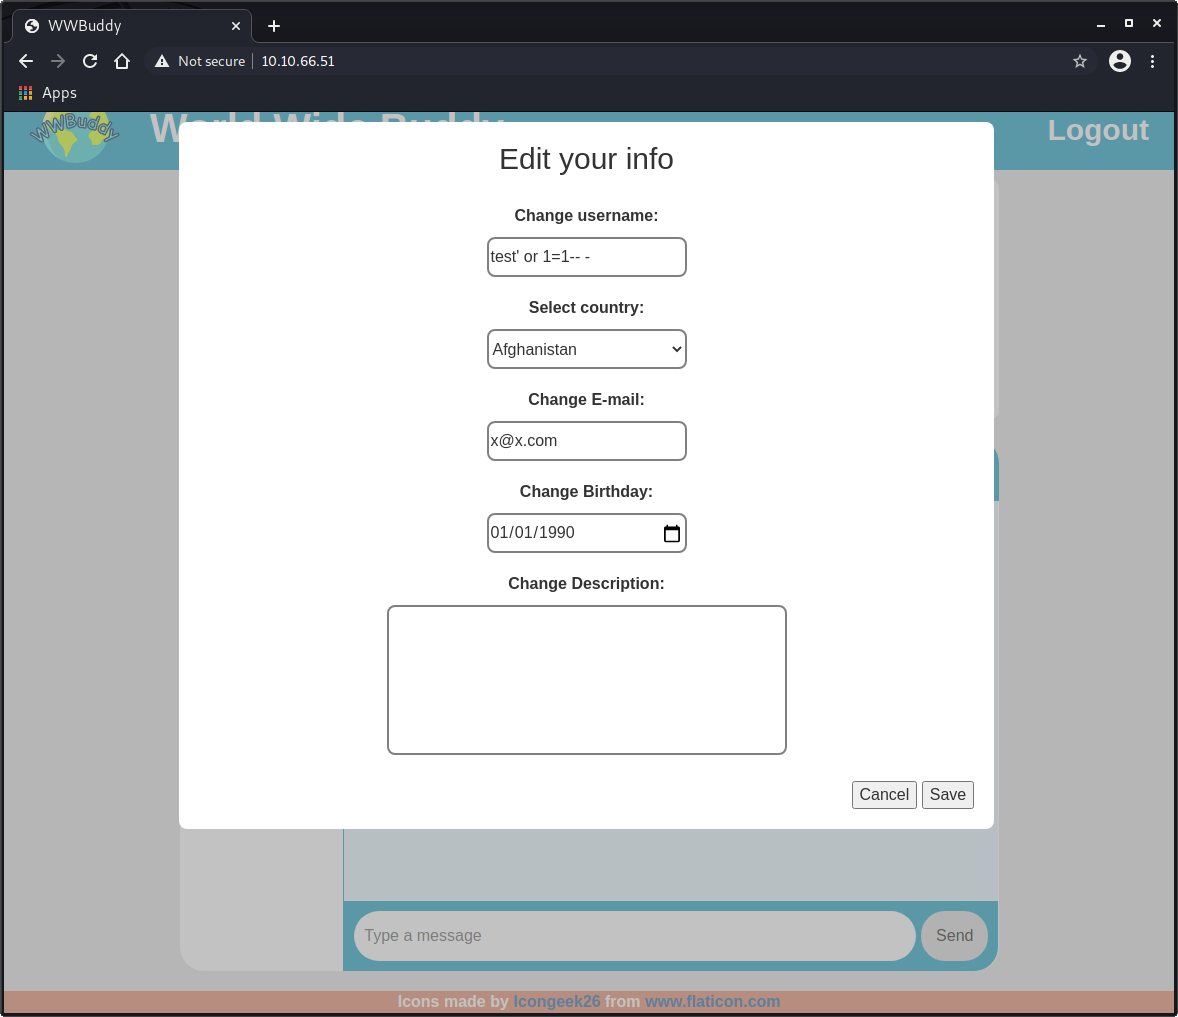 WWBuddy
Not secure
10.10.66.51
Apps
WWBuddy
World Wide Buddy
Logout
Edit your info
Change username:
test' or 1=1-- -
Select country:
Afghanistan
Change E-mail:
x@x.com
Change Birthday:
01/01/1990
Change Description:
Cancel
Save
Type a message
Send
Icons made by Icongeek26 from www.flaticon.com